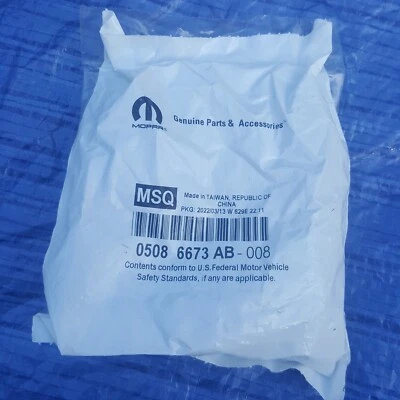 MOPAR
Genuine Parts & Accessories
MSQ
Made in TAIWAN, REPUBLIC OF
CHINA
PKG: 2022/03/13 W 829E 22 11
0508 6673 AB - 008
Contents conform to U.S. Federal Motor Vehicle
Safety Standards, if any are applicable.